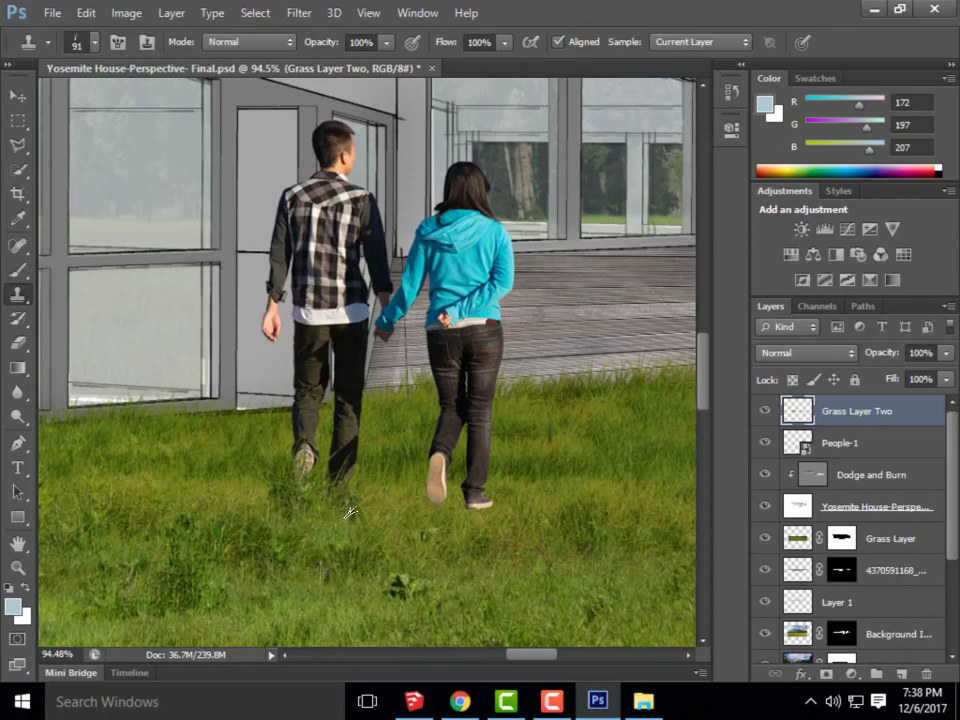 Ps File Edit Image Layer Type Select Filter 3D View Window Help
91 Mode: Normal Opacity: 100% Flow: 100% Aligned Sample: Current Layer
Yosemite House-Perspective- Final.psd @ 94.5% (Grass Layer Two, RGB/8#) * ×
Color Swatches
R 172
G 197
B 207
Adjustments Styles
Add an adjustment
Layers Channels Paths
Kind
Normal Opacity: 100%
Lock: Fill: 100%
Grass Layer Two
People-1
Dodge and Burn
Yosemite House-Perspe...
Grass Layer
4370591168_...
Layer 1
Background I...
94.48% Doc: 36.7M/239.8M
Mini Bridge Timeline
Search Windows
7:38 PM
12/6/2017